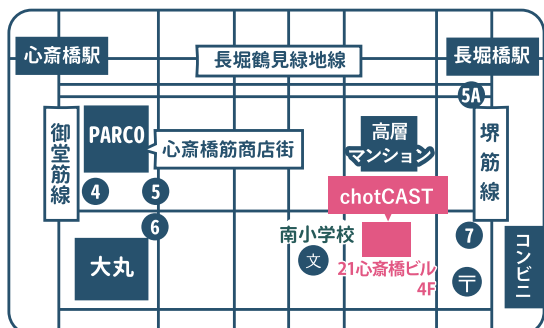 心斎橋駅
長堀鶴見緑地線
長堀橋駅
5A
御堂筋線
PARCO
心斎橋筋商店街
高層
マンション
堺筋線
4
5
chotCAST
6
南小学校
文
7
コンビニ
大丸
21心斎橋ビル
4F
〒